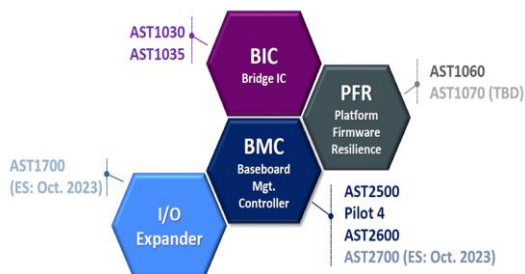 AST1030
AST1035
BIC
Bridge IC
PFR
Platform
Firmware
Resilience
AST1060
AST1070 (TBD)
BMC
Baseboard
Mgt.
Controller
AST1700
(ES: Oct. 2023)
I/O
Expander
AST2500
Pilot 4
AST2600
AST2700 (ES: Oct. 2023)